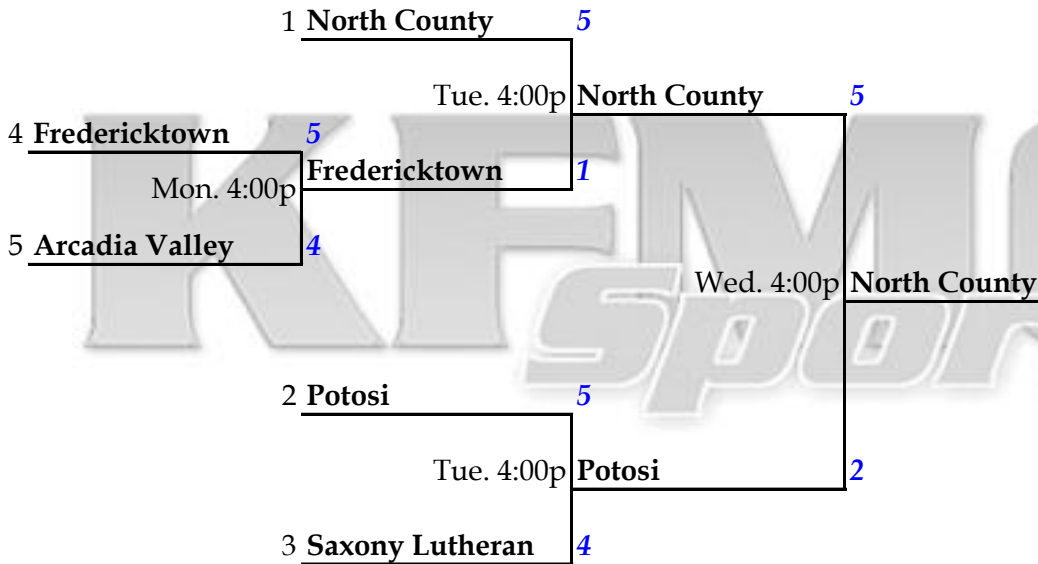 1 North County 5
Tue. 4:00p North County 5
4 Fredericktown 5
Fredericktown 1
Mon. 4:00p
5 Arcadia Valley 4
Wed. 4:00p North County
2 Potosi 5
Tue. 4:00p Potosi 2
3 Saxony Lutheran 4
KFM
Spor